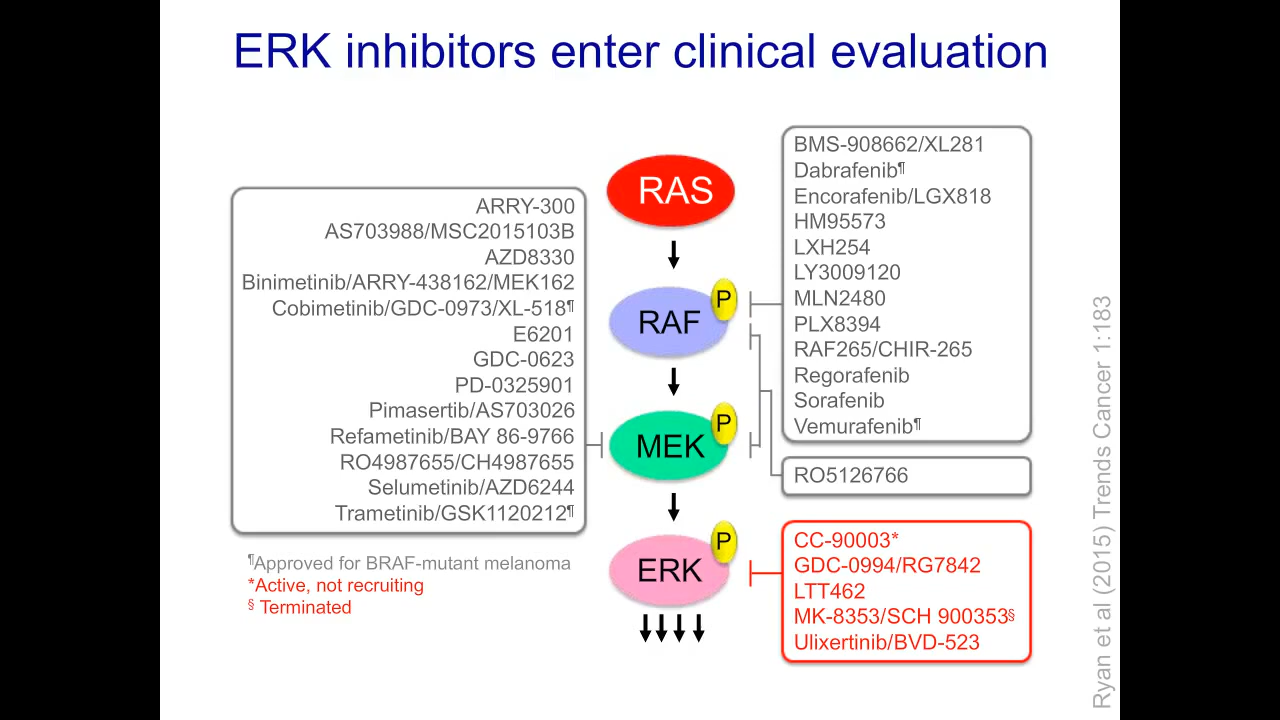 ERK inhibitors enter clinical evaluation
ARRY-300
AS703988/MSC2015103B
AZD8330
Binimetinib/ARRY-438162/MEK162
Cobimetinib/GDC-0973/XL-518¶
E6201
GDC-0623
PD-0325901
Pimasertib/AS703026
Refametinib/BAY 86-9766
RO4987655/CH4987655
Selumetinib/AZD6244
Trametinib/GSK1120212¶
¶Approved for BRAF-mutant melanoma
*Active, not recruiting
§ Terminated
RAS
RAF
P
MEK
P
ERK
P
BMS-908662/XL281
Dabrafenib¶
Encorafenib/LGX818
HM95573
LXH254
LY3009120
MLN2480
PLX8394
RAF265/CHIR-265
Regorafenib
Sorafenib
Vemurafenib¶
RO5126766
CC-90003*
GDC-0994/RG7842
LTT462
MK-8353/SCH 900353§
Ulixertinib/BVD-523
Ryan et al (2015) Trends Cancer 1:183